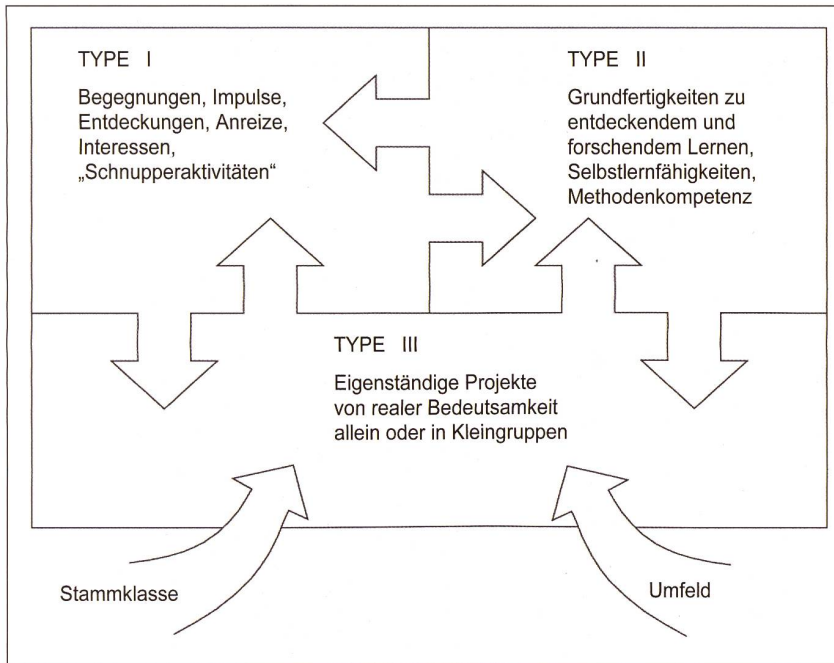 TYPE I
Begegnungen, Impulse,
Entdeckungen, Anreize,
Interessen,
„Schnupperaktivitäten“
TYPE II
Grundfertigkeiten zu
entdeckendem und
forschendem Lernen,
Selbstlernfähigkeiten,
Methodenkompetenz
TYPE III
Eigenständige Projekte
von realer Bedeutsamkeit
allein oder in Kleingruppen
Stammklasse
Umfeld